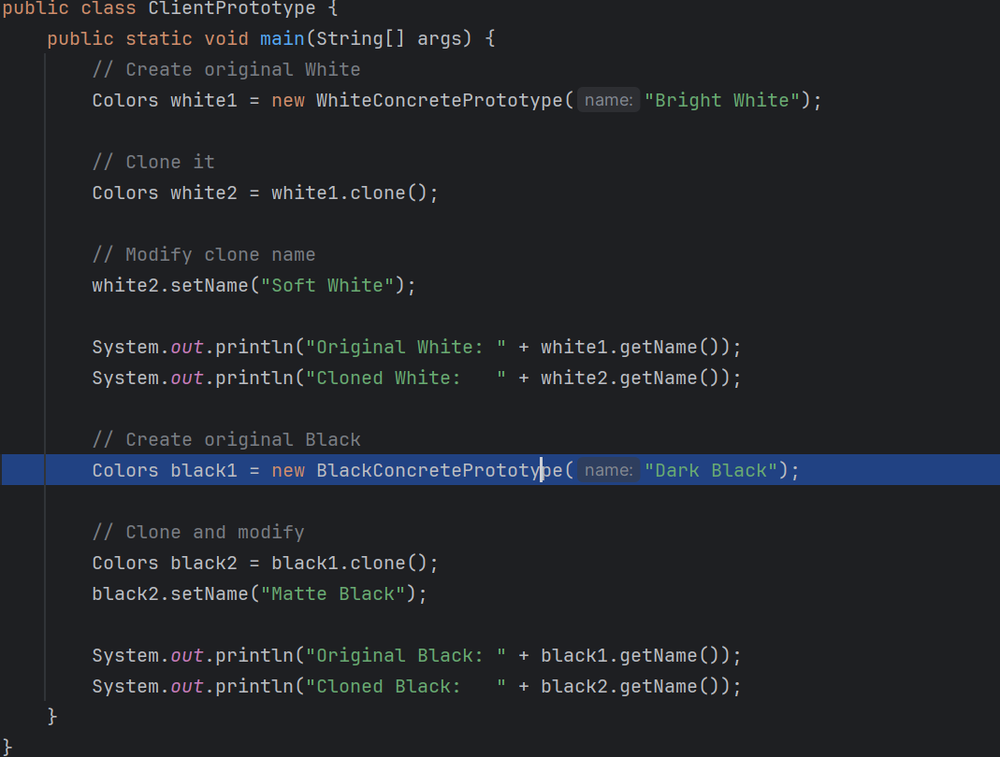 public class ClientPrototype {
    public static void main(String[] args) {
        // Create original White
        Colors white1 = new WhiteConcretePrototype( name: "Bright White");

        // Clone it
        Colors white2 = white1.clone();

        // Modify clone name
        white2.setName("Soft White");

        System.out.println("Original White: " + white1.getName());
        System.out.println("Cloned White:   " + white2.getName());

        // Create original Black
        Colors black1 = new BlackConcretePrototype( name: "Dark Black");

        // Clone and modify
        Colors black2 = black1.clone();
        black2.setName("Matte Black");

        System.out.println("Original Black: " + black1.getName());
        System.out.println("Cloned Black:   " + black2.getName());
    }
}